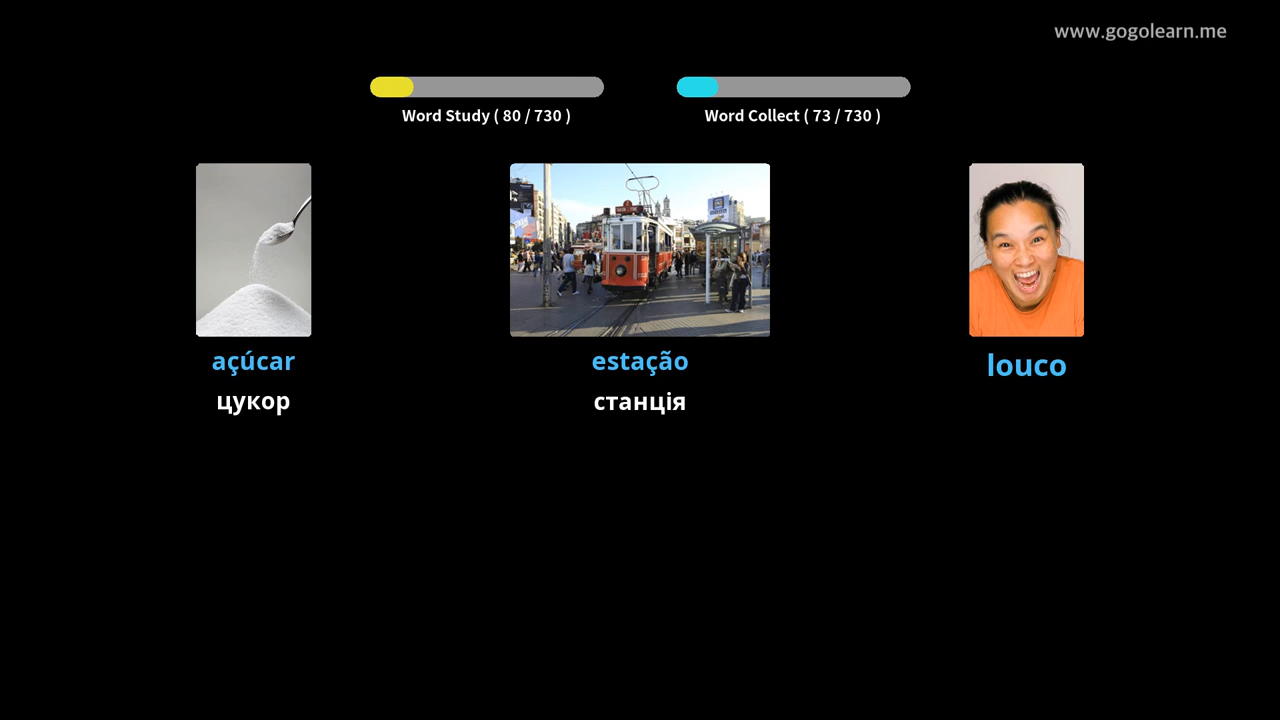 www.gogolearn.me
Word Study ( 80 / 730 )
Word Collect ( 73 / 730 )
açúcar
estação
louco
цукор
станція